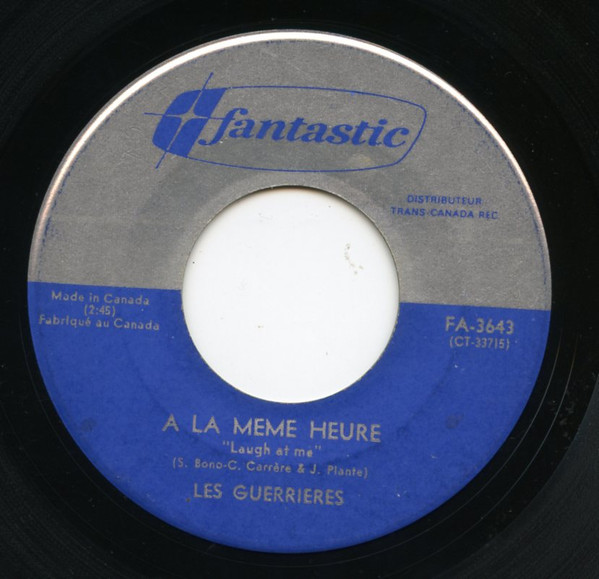 fantastic
DISTRIBUTEUR
TRANS-CANADA REC.
Made in Canada
(2:45)
Fabriqué au Canada
FA-3643
(CT-33715)
A LA MEME HEURE
"Laugh at me"
(S. Bono-C. Carrère & J. Plante)
LES GUERRIERES